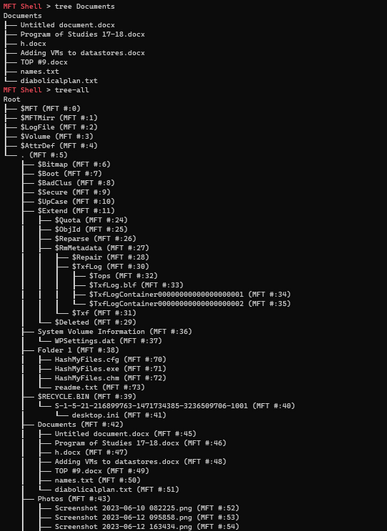 MFT Shell > tree Documents
Documents
├── Untitled document.docx
├── Program of Studies 17-18.docx
├── h.docx
├── Adding VMs to datastores.docx
├── TOP #9.docx
├── names.txt
└── diabolicalplan.txt
MFT Shell > tree-all
Root
├── $MFT (MFT #:0)
├── $MFTMirr (MFT #:1)
├── $LogFile (MFT #:2)
├── $Volume (MFT #:3)
├── $AttrDef (MFT #:4)
└── . (MFT #:5)
    ├── $Bitmap (MFT #:6)
    ├── $Boot (MFT #:7)
    ├── $BadClus (MFT #:8)
    ├── $Secure (MFT #:9)
    ├── $UpCase (MFT #:10)
    ├── $Extend (MFT #:11)
    │   ├── $Quota (MFT #:24)
    │   ├── $ObjId (MFT #:25)
    │   ├── $Reparse (MFT #:26)
    │   ├── $RmMetadata (MFT #:27)
    │   │   ├── $Repair (MFT #:28)
    │   │   ├── $TxfLog (MFT #:30)
    │   │   │   ├── $Tops (MFT #:32)
    │   │   │   ├── $TxfLog.blf (MFT #:33)
    │   │   │   ├── $TxfLogContainer00000000000000000001 (MFT #:34)
    │   │   │   └── $TxfLogContainer00000000000000000002 (MFT #:35)
    │   │   └── $Txf (MFT #:31)
    │   └── $Deleted (MFT #:29)
    ├── System Volume Information (MFT #:36)
    │   └── WPSettings.dat (MFT #:37)
    ├── Folder 1 (MFT #:38)
    │   ├── HashMyFiles.cfg (MFT #:70)
    │   ├── HashMyFiles.exe (MFT #:71)
    │   ├── HashMyFiles.chm (MFT #:72)
    │   └── readme.txt (MFT #:73)
    ├── $RECYCLE.BIN (MFT #:39)
    │   └── S-1-5-21-216899763-1471734385-3236509706-1001 (MFT #:40)
    │       └── desktop.ini (MFT #:41)
    ├── Documents (MFT #:42)
    │   ├── Untitled document.docx (MFT #:45)
    │   ├── Program of Studies 17-18.docx (MFT #:46)
    │   ├── h.docx (MFT #:47)
    │   ├── Adding VMs to datastores.docx (MFT #:48)
    │   ├── TOP #9.docx (MFT #:49)
    │   ├── names.txt (MFT #:50)
    │   └── diabolicalplan.txt (MFT #:51)
    ├── Photos (MFT #:43)
    │   ├── Screenshot 2023-06-10 082225.png (MFT #:52)
    │   ├── Screenshot 2023-06-12 095858.png (MFT #:53)
    │   ├── Screenshot 2023-06-12 163434.png (MFT #:54)